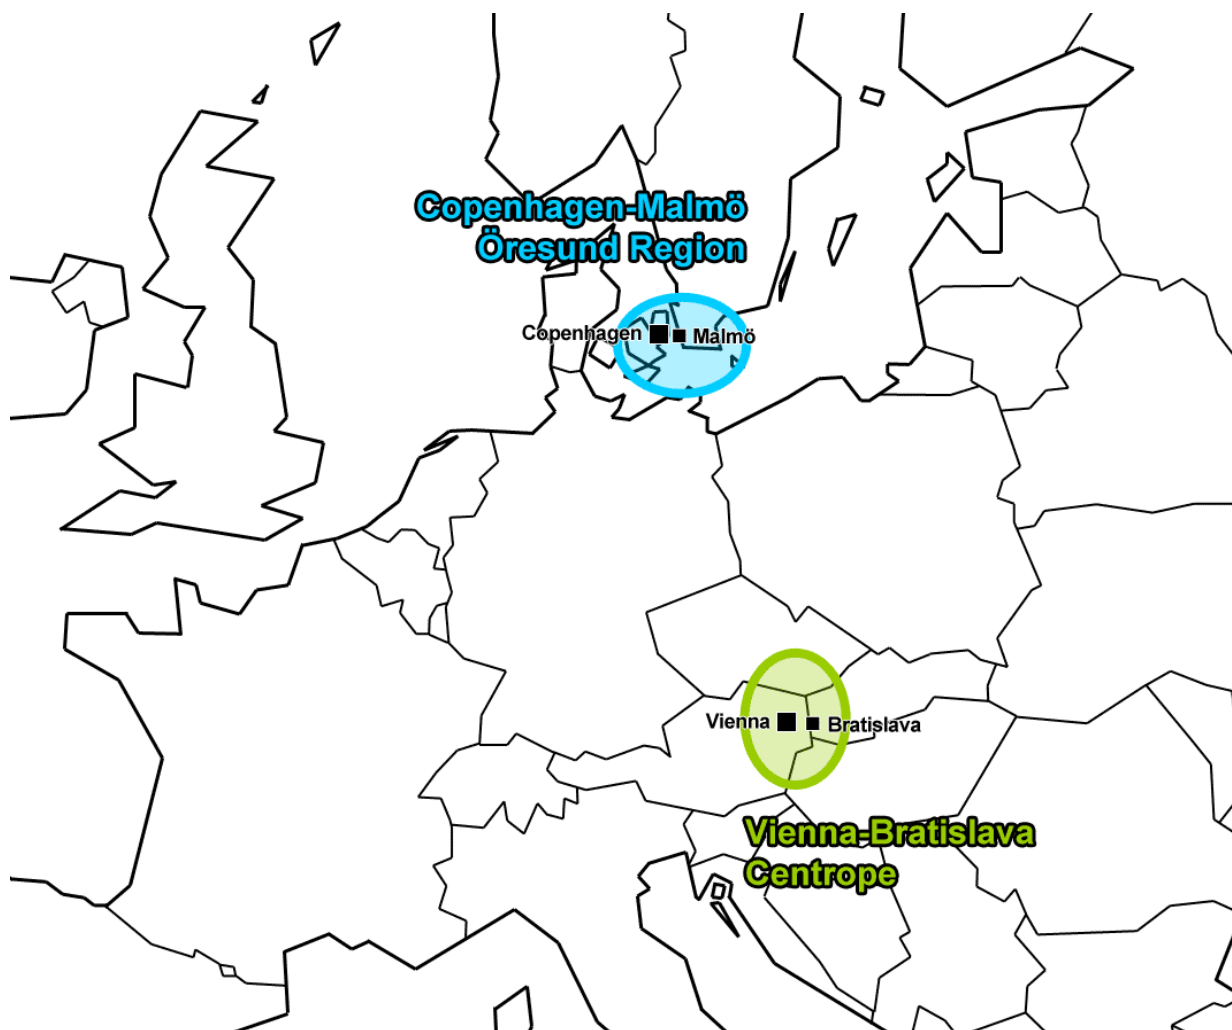 Copenhagen-Malmö
Öresund Region
Copenhagen
Malmö
Vienna
Bratislava
Vienna-Bratislava
Centrope